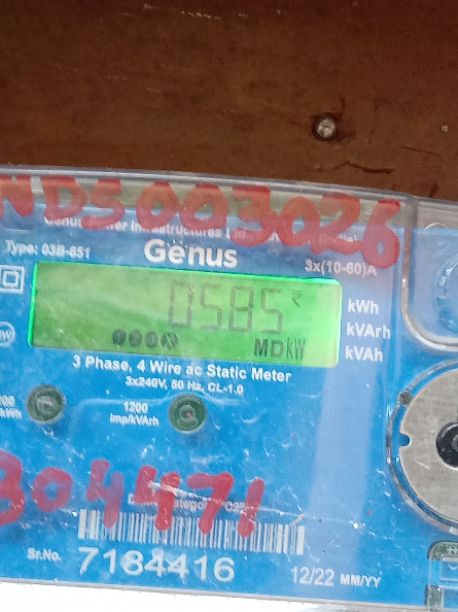 NDS003026
Type: 03B-651
Genus
3x(10-60)A
0585
MD kW
kWh
kVArh
kVAh
3 Phase, 4 Wire ac Static Meter
3x240V, 50 Hz, CL-1.0
1200
imp/kVArh
304471
Sr.No. 7184416
12/22 MM/YY